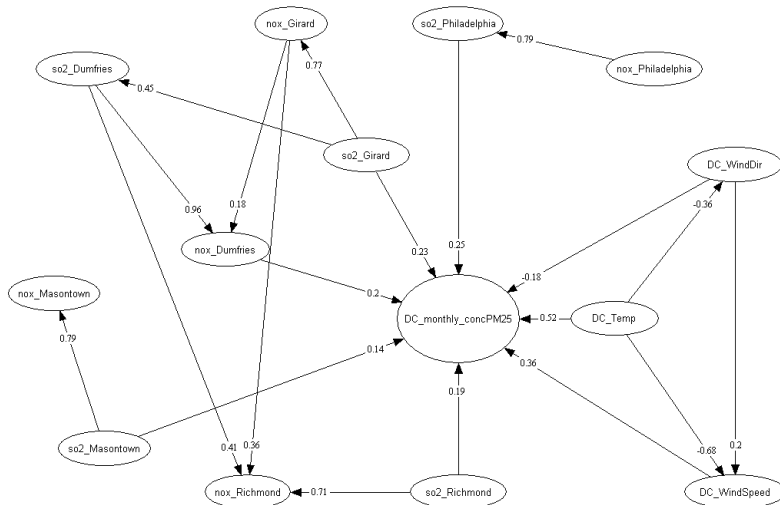 nox_Girard
so2_Philadelphia
0.79
nox_Philadelphia
so2_Dumfries
0.45
0.77
so2_Girard
DC_WindDir
-0.36
0.18
0.96
nox_Dumfries
0.23
0.25
-0.18
nox_Masontown
0.2
DC_monthly_concPM25
0.52
DC_Temp
0.79
0.14
0.36
0.19
so2_Masontown
0.41
0.36
-0.68
0.2
nox_Richmond
0.71
so2_Richmond
DC_WindSpeed